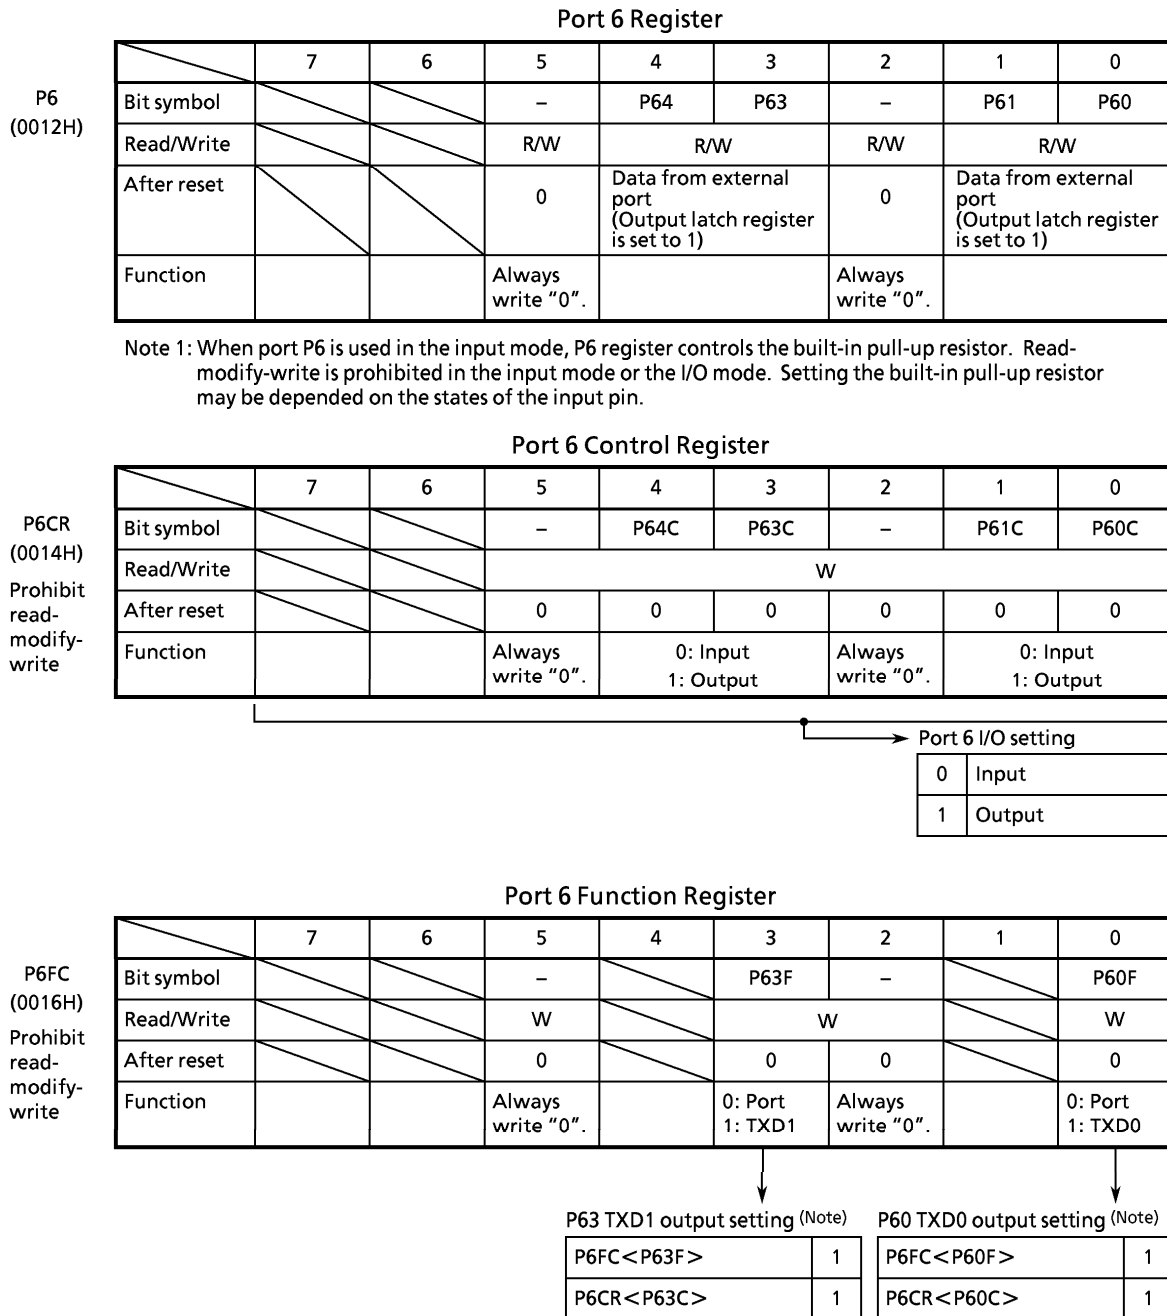 Port 6 Register
7 6 5 4 3 2 1 0
P6
(0012H)
Bit symbol – P64 P63 – P61 P60
Read/Write R/W R/W R/W R/W
After reset 0 Data from external port (Output latch register is set to 1) 0 Data from external port (Output latch register is set to 1)
Function Always write "0". Always write "0".
Note 1: When port P6 is used in the input mode, P6 register controls the built-in pull-up resistor. Read-
modify-write is prohibited in the input mode or the I/O mode. Setting the built-in pull-up resistor
may be depended on the states of the input pin.
Port 6 Control Register
7 6 5 4 3 2 1 0
P6CR
(0014H)
Prohibit
read-
modify-
write
Bit symbol – P64C P63C – P61C P60C
Read/Write W
After reset 0 0 0 0 0 0
Function Always write "0". 0: Input 1: Output Always write "0". 0: Input 1: Output
Port 6 I/O setting
0 Input
1 Output
Port 6 Function Register
7 6 5 4 3 2 1 0
P6FC
(0016H)
Prohibit
read-
modify-
write
Bit symbol – P63F – P60F
Read/Write W W W
After reset 0 0 0 0
Function Always write "0". 0: Port 1: TXD1 Always write "0". 0: Port 1: TXD0
P63 TXD1 output setting (Note)
P6FC<P63F> 1
P6CR<P63C> 1
P60 TXD0 output setting (Note)
P6FC<P60F> 1
P6CR<P60C> 1